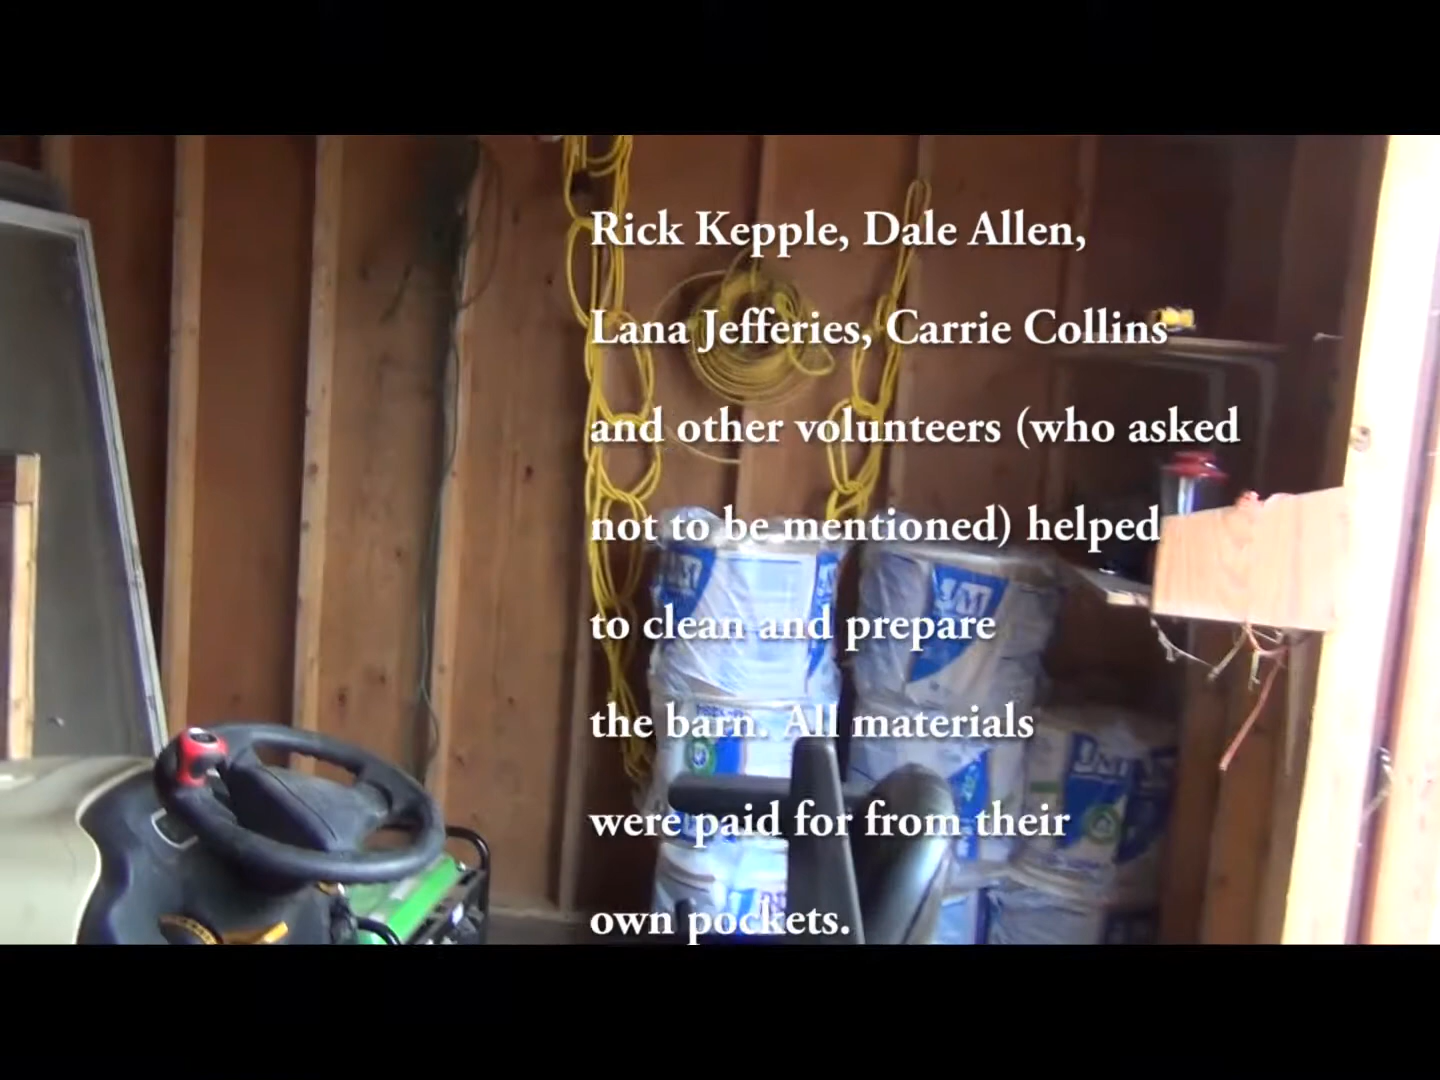 Rick Kepple, Dale Allen,
Lana Jefferies, Carrie Collins
and other volunteers (who asked
not to be mentioned) helped
to clean and prepare
the barn. All materials
were paid for from their
own pockets.
JM